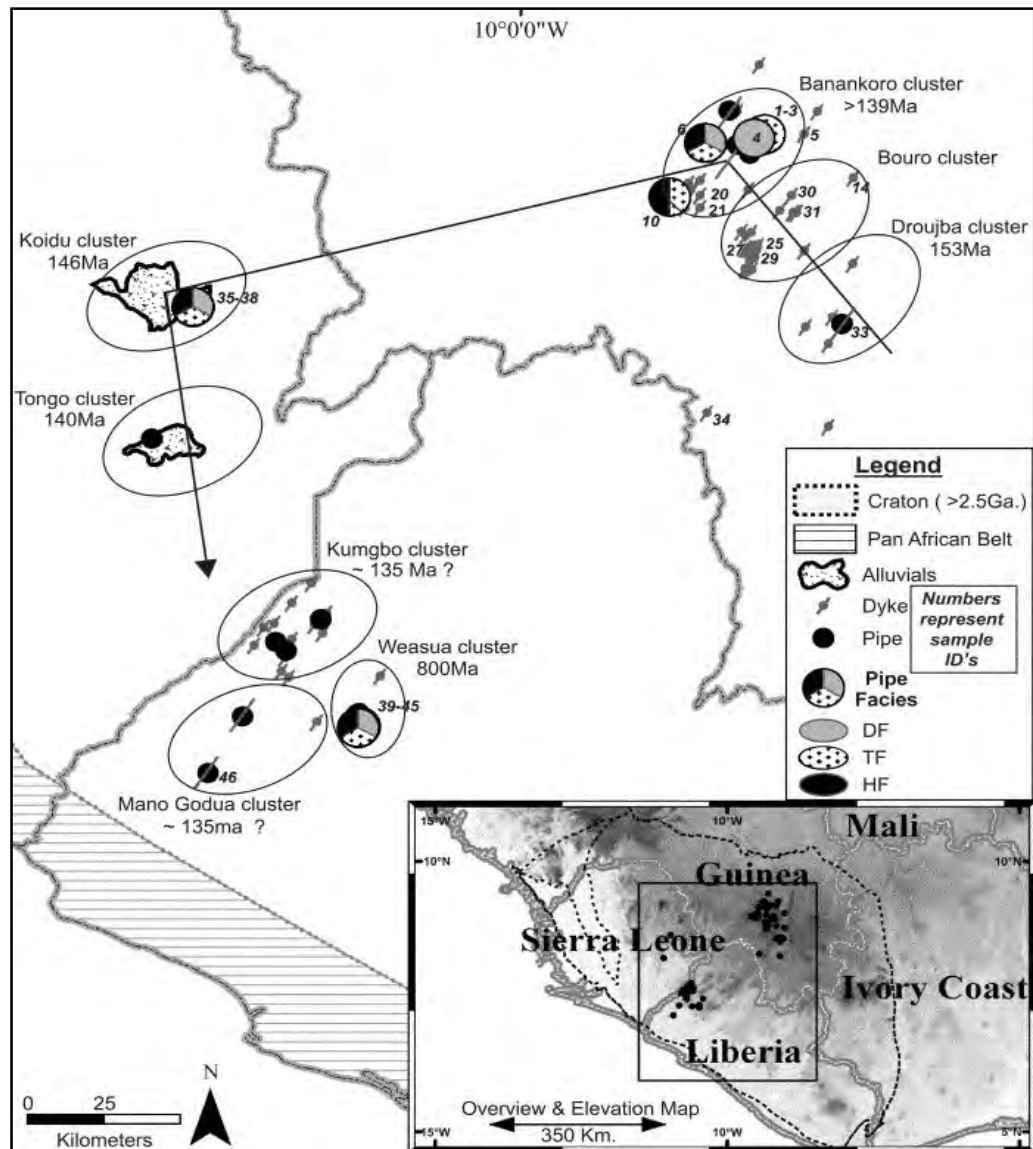 10°0'0"W
Banankoro cluster
>139Ma
1-3
6
4
5
Bouro cluster
14
10
20
21
30
31
25
27
29
Droujba cluster
153Ma
33
Koidu cluster
146Ma
35-38
Tongo cluster
140Ma
34
Kumgbo cluster
~ 135 Ma ?
Weasua cluster
800Ma
39-45
46
Mano Godua cluster
~ 135ma ?
Legend
Craton ( >2.5Ga.)
Pan African Belt
Alluvials
Dyke
Pipe
Numbers
represent
sample
ID's
Pipe
Facies
DF
TF
HF
N
0 25
Kilometers
15°W
10°W
10°N
10°N
Mali
Guinea
Sierra Leone
Ivory Coast
Liberia
Overview & Elevation Map
350 Km.
15°W
10°W
5°N